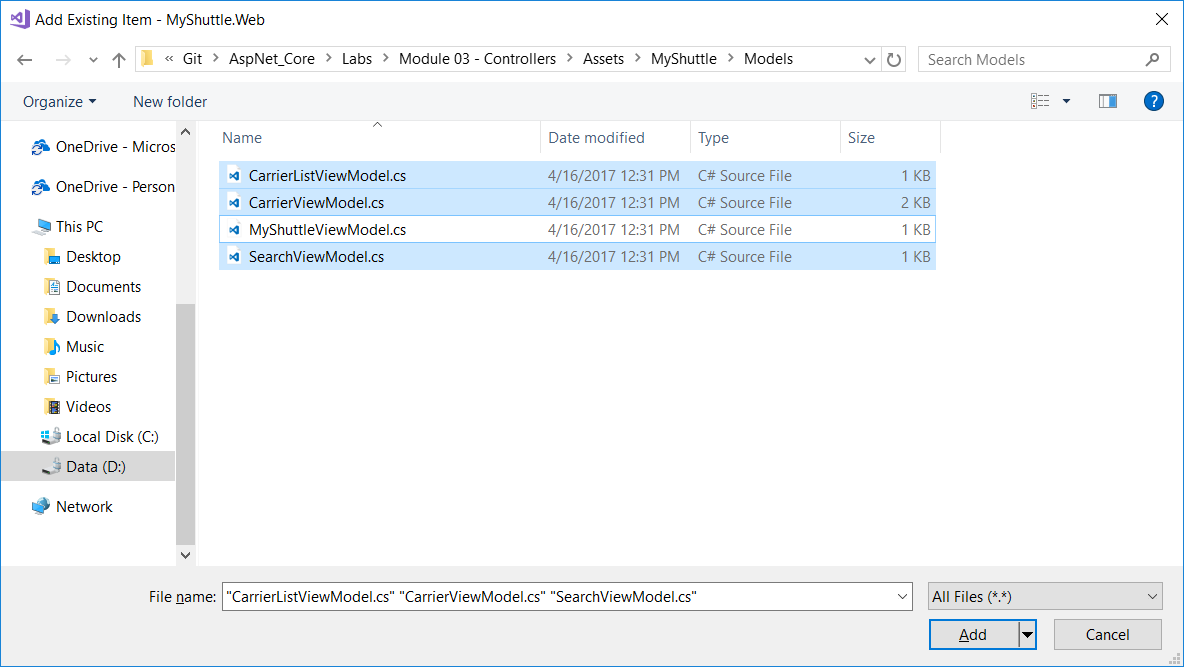 Add Existing Item - MyShuttle.Web
« Git > AspNet_Core > Labs > Module 03 - Controllers > Assets > MyShuttle > Models
Search Models
Organize
New folder
?
OneDrive - Micros
OneDrive - Person
This PC
Desktop
Documents
Downloads
Music
Pictures
Videos
Local Disk (C:)
Data (D:)
Network
Name Date modified Type Size
CarrierListViewModel.cs 4/16/2017 12:31 PM C# Source File 1 KB
CarrierViewModel.cs 4/16/2017 12:31 PM C# Source File 2 KB
MyShuttleViewModel.cs 4/16/2017 12:31 PM C# Source File 1 KB
SearchViewModel.cs 4/16/2017 12:31 PM C# Source File 1 KB
File name: "CarrierListViewModel.cs" "CarrierViewModel.cs" "SearchViewModel.cs"
All Files (*.*)
Add
Cancel